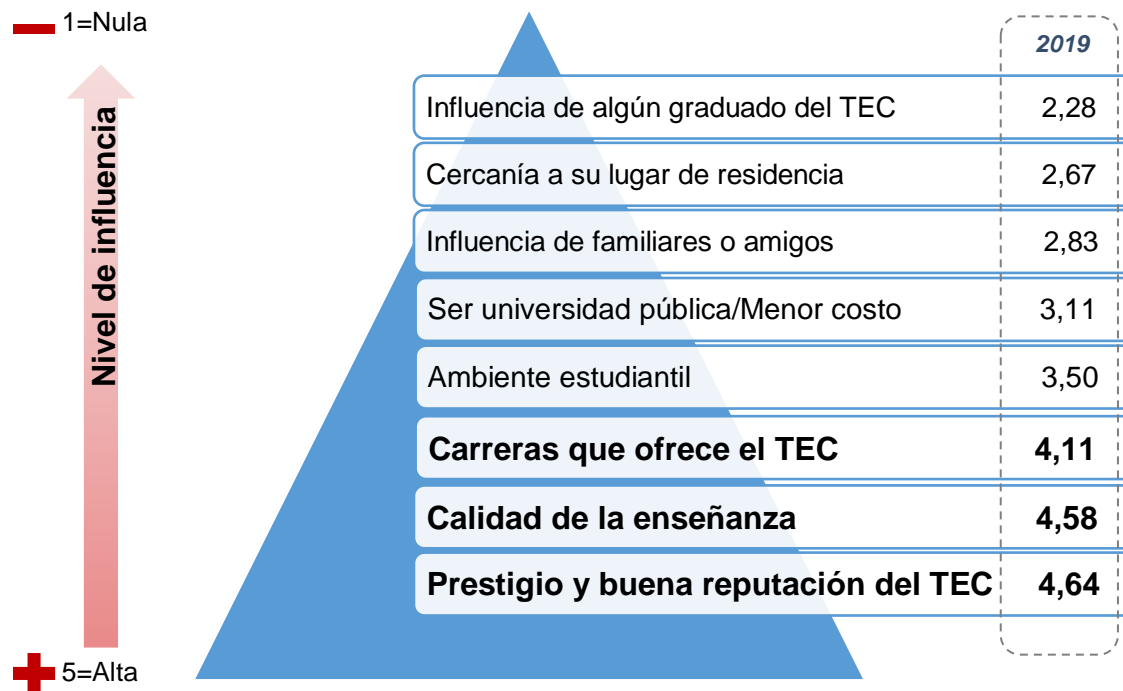 1=Nula
2019
Nivel de influencia
Influencia de algún graduado del TEC 2,28
Cercanía a su lugar de residencia 2,67
Influencia de familiares o amigos 2,83
Ser universidad pública/Menor costo 3,11
Ambiente estudiantil 3,50
Carreras que ofrece el TEC 4,11
Calidad de la enseñanza 4,58
Prestigio y buena reputación del TEC 4,64
5=Alta